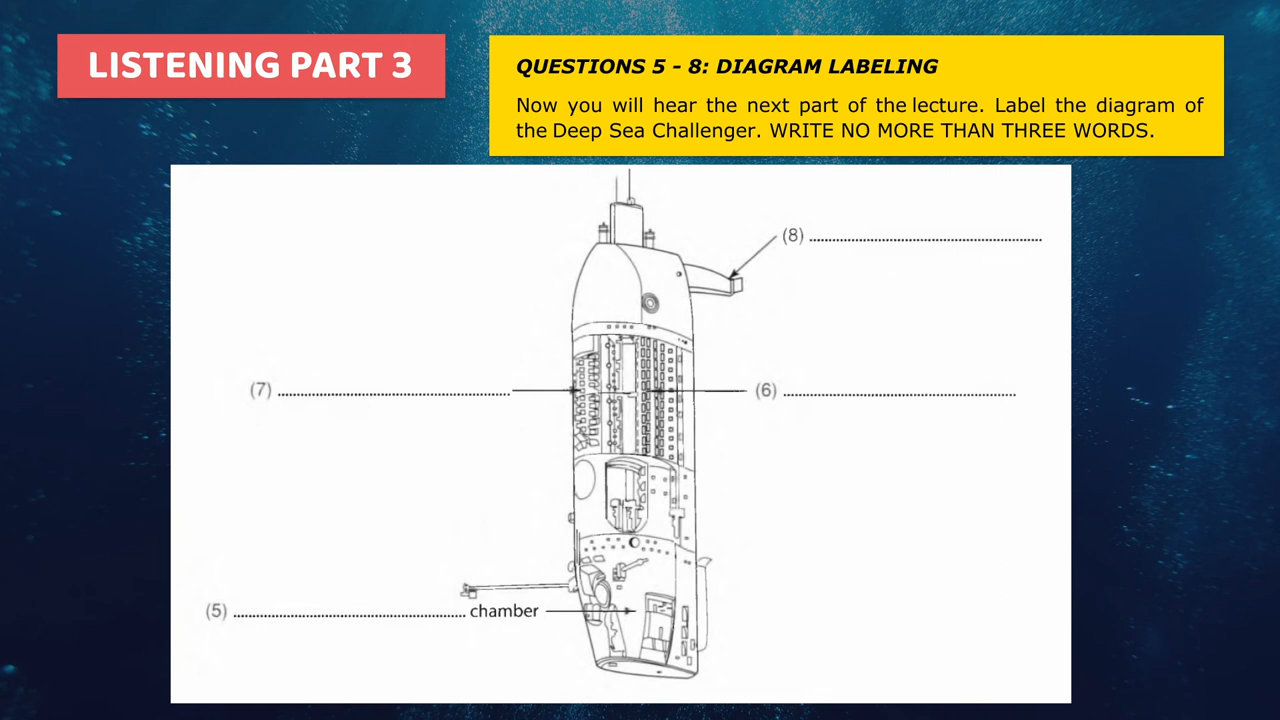 LISTENING PART 3
QUESTIONS 5 - 8: DIAGRAM LABELING
Now you will hear the next part of the lecture. Label the diagram of
the Deep Sea Challenger. WRITE NO MORE THAN THREE WORDS.
(8) ..........................................................
(7) ..........................................................
(6) ..........................................................
(5) .......................................................... chamber